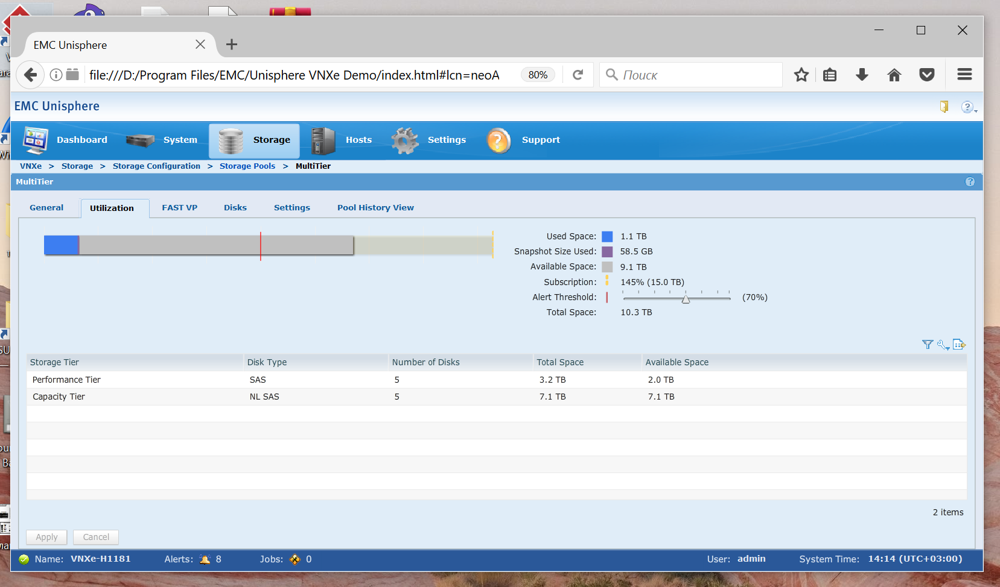 EMC Unisphere
file:///D:/Program Files/EMC/Unisphere VNXe Demo/index.html#lcn=neoA
80%
Поиск
EMC Unisphere
Dashboard System Storage Hosts Settings Support
VNXe > Storage > Storage Configuration > Storage Pools > MultiTier
MultiTier
General Utilization FAST VP Disks Settings Pool History View
Used Space: 1.1 TB
Snapshot Size Used: 58.5 GB
Available Space: 9.1 TB
Subscription: 145% (15.0 TB)
Alert Threshold: (70%)
Total Space: 10.3 TB
Storage Tier Disk Type Number of Disks Total Space Available Space
Performance Tier SAS 5 3.2 TB 2.0 TB
Capacity Tier NL SAS 5 7.1 TB 7.1 TB
2 items
Apply Cancel
Name: VNXe-H1181 Alerts: 8 Jobs: 0 User: admin System Time: 14:14 (UTC+03:00)